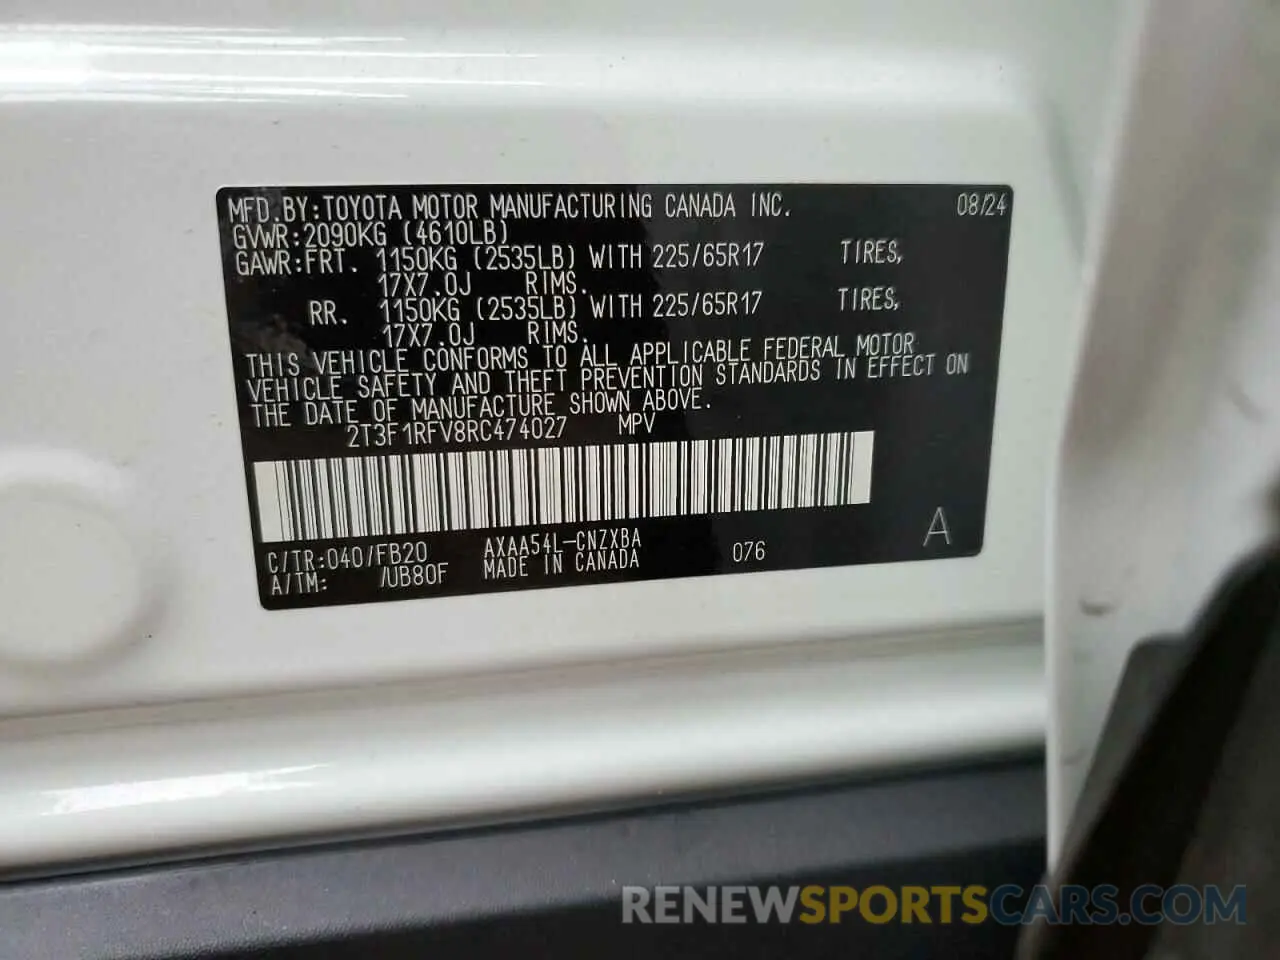 MFD.BY:TOYOTA MOTOR MANUFACTURING CANADA INC. 08/24
GVWR:2090KG (4610LB)
GAWR:FRT. 1150KG (2535LB) WITH 225/65R17 TIRES,
17X7.0J RIMS.
RR. 1150KG (2535LB) WITH 225/65R17 TIRES,
17X7.0J RIMS.
THIS VEHICLE CONFORMS TO ALL APPLICABLE FEDERAL MOTOR
VEHICLE SAFETY AND THEFT PREVENTION STANDARDS IN EFFECT ON
THE DATE OF MANUFACTURE SHOWN ABOVE.
2T3F1RFV8RC474027 MPV
C/TR:040/FB20 AXAA54L-CNZXBA 076 A
A/TM: /UB80F MADE IN CANADA
RENEWSPORTSCARS.COM